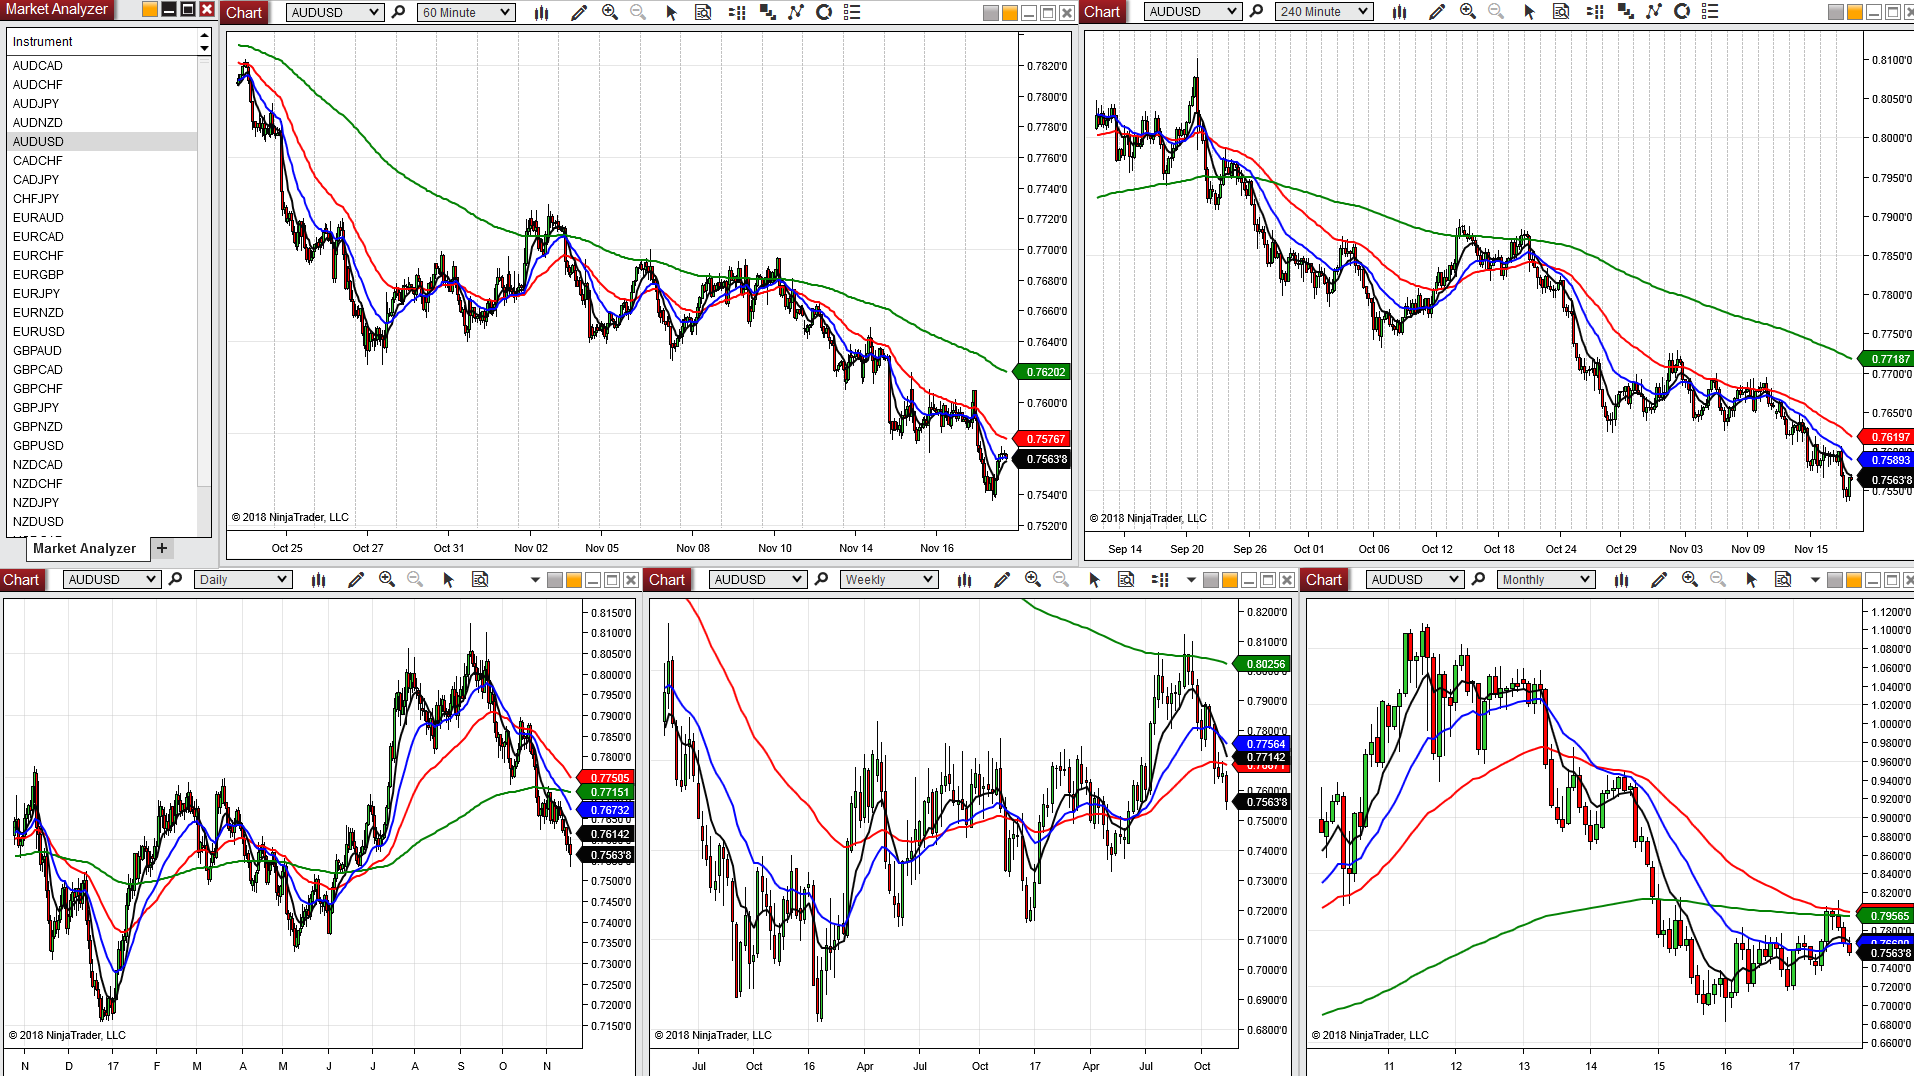 Market Analyzer
Instrument
AUDCAD
AUDCHF
AUDJPY
AUDNZD
AUDUSD
CADCHF
CADJPY
CHFJPY
EURAUD
EURCAD
EURCHF
EURGBP
EURJPY
EURNZD
EURUSD
GBPAUD
GBPCAD
GBPCHF
GBPJPY
GBPNZD
GBPUSD
NZDCAD
NZDCHF
NZDJPY
NZDUSD
Market Analyzer +
Chart AUDUSD 60 Minute
0.7820'0
0.7800'0
0.7780'0
0.7760'0
0.7740'0
0.7720'0
0.7700'0
0.7680'0
0.7660'0
0.7640'0
0.76202
0.7600'0
0.75767
0.7563'8
0.7540'0
0.7520'0
© 2018 NinjaTrader, LLC
Oct 25 Oct 27 Oct 31 Nov 02 Nov 05 Nov 08 Nov 10 Nov 14 Nov 16
Chart AUDUSD 240 Minute
0.8100'0
0.8050'0
0.8000'0
0.7950'0
0.7900'0
0.7850'0
0.7800'0
0.7750'0
0.77187
0.7700'0
0.7650'0
0.76197
0.75893
0.7563'8
0.7550'0
© 2018 NinjaTrader, LLC
Sep 14 Sep 20 Sep 26 Oct 01 Oct 06 Oct 12 Oct 18 Oct 24 Oct 29 Nov 03 Nov 09 Nov 15
Chart AUDUSD Daily
0.8150'0
0.8100'0
0.8050'0
0.8000'0
0.7950'0
0.7900'0
0.7850'0
0.7800'0
0.77505
0.77151
0.76732
0.7650'0
0.76142
0.7563'8
0.7500'0
0.7450'0
0.7400'0
0.7350'0
0.7300'0
0.7250'0
0.7200'0
0.7150'0
© 2018 NinjaTrader, LLC
N D 17 F M A M J J A S O N
Chart AUDUSD Weekly
0.8200'0
0.8100'0
0.80256
0.8000'0
0.7900'0
0.7800'0
0.77564
0.77142
0.7600'0
0.7563'8
0.7500'0
0.7400'0
0.7300'0
0.7200'0
0.7100'0
0.7000'0
0.6900'0
0.6800'0
© 2018 NinjaTrader, LLC
Jul Oct 16 Apr Jul Oct 17 Apr Jul Oct
Chart AUDUSD Monthly
1.1200'0
1.1000'0
1.0800'0
1.0600'0
1.0400'0
1.0200'0
1.0000'0
0.9800'0
0.9600'0
0.9400'0
0.9200'0
0.9000'0
0.8800'0
0.8600'0
0.8400'0
0.8200'0
0.79565
0.7800'0
0.7563'8
0.7400'0
0.7200'0
0.7000'0
0.6800'0
0.6600'0
© 2018 NinjaTrader, LLC
11 12 13 14 15 16 17